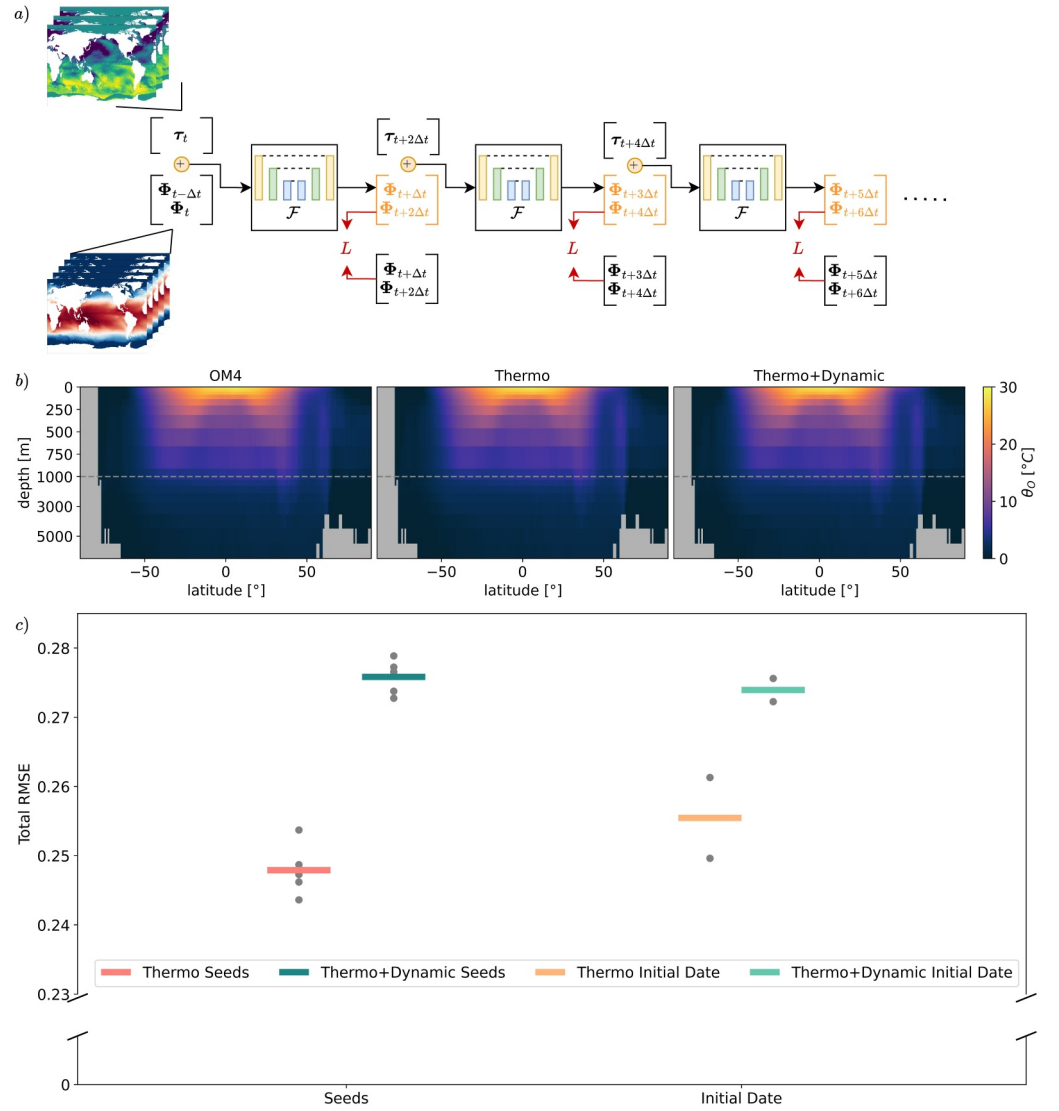 a)
τ_t
τ_{t+2Δt}
τ_{t+4Δt}
+
+
+
Φ_{t−Δt}
Φ_t
F
Φ_{t+Δt}
Φ_{t+2Δt}
F
Φ_{t+3Δt}
Φ_{t+4Δt}
F
Φ_{t+5Δt}
Φ_{t+6Δt}
.....
L
L
L
Φ_{t+Δt}
Φ_{t+2Δt}
Φ_{t+3Δt}
Φ_{t+4Δt}
Φ_{t+5Δt}
Φ_{t+6Δt}
b)
OM4
Thermo
Thermo+Dynamic
depth [m]
0
250
500
750
1000
3000
5000
−50
0
50
latitude [°]
−50
0
50
latitude [°]
−50
0
50
latitude [°]
30
20
10
0
θ_O [°C]
c)
Total RMSE
0.28
0.27
0.26
0.25
0.24
0.23
0
Thermo Seeds
Thermo+Dynamic Seeds
Thermo Initial Date
Thermo+Dynamic Initial Date
Seeds
Initial Date